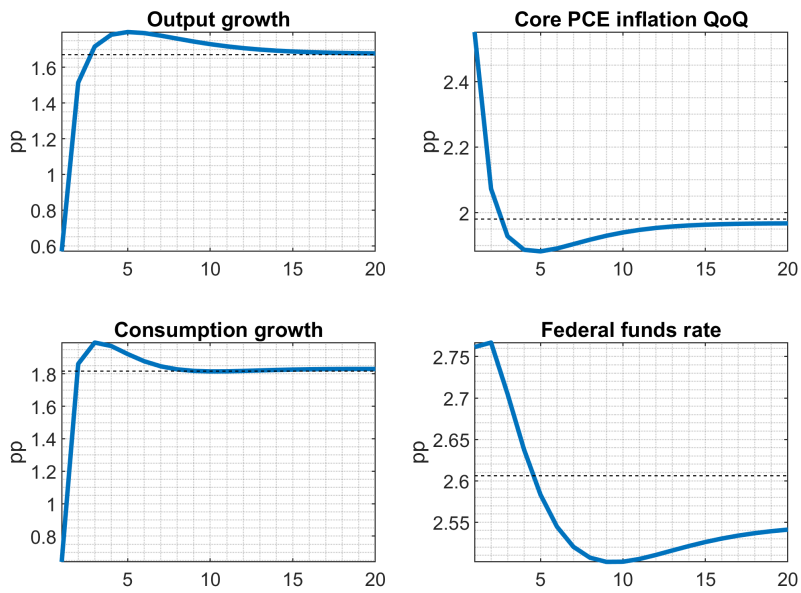 Output growth
pp
1.6
1.4
1.2
1
0.8
0.6
5 10 15 20
Core PCE inflation QoQ
pp
2.4
2.2
2
5 10 15 20
Consumption growth
pp
1.8
1.6
1.4
1.2
1
0.8
5 10 15 20
Federal funds rate
pp
2.75
2.7
2.65
2.6
2.55
5 10 15 20